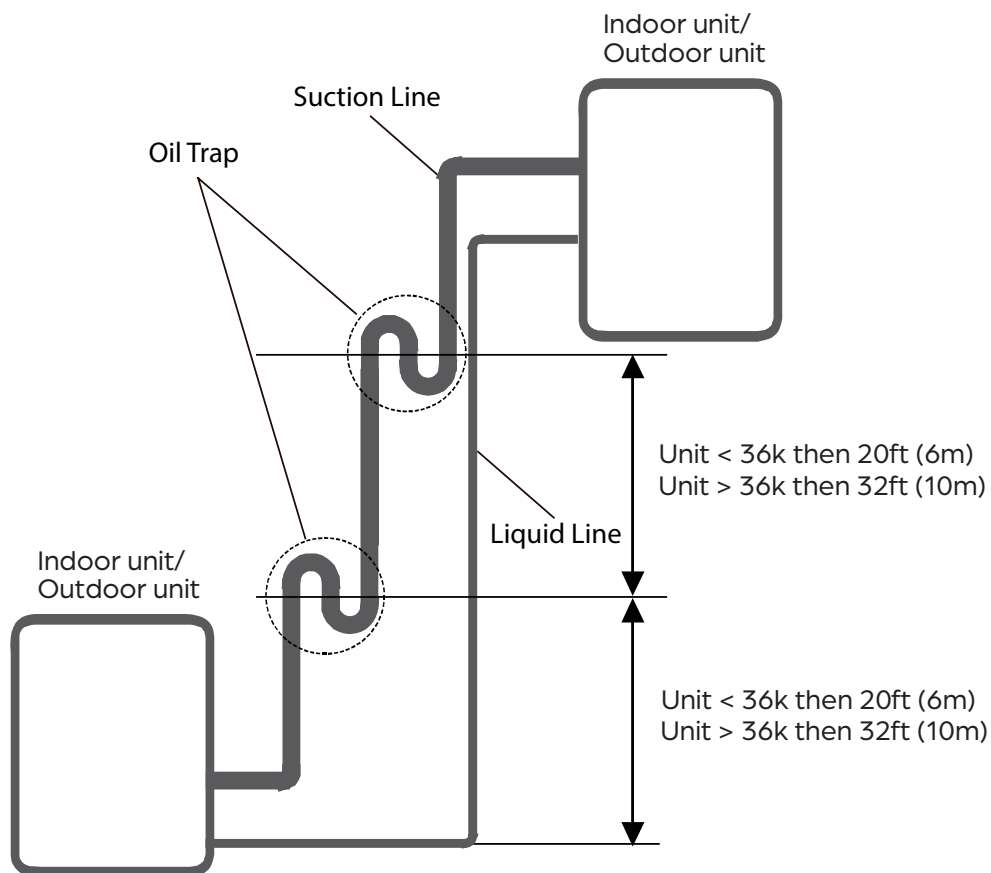 Indoor unit/
Outdoor unit
Suction Line
Oil Trap
Unit < 36k then 20ft (6m)
Unit > 36k then 32ft (10m)
Liquid Line
Indoor unit/
Outdoor unit
Unit < 36k then 20ft (6m)
Unit > 36k then 32ft (10m)